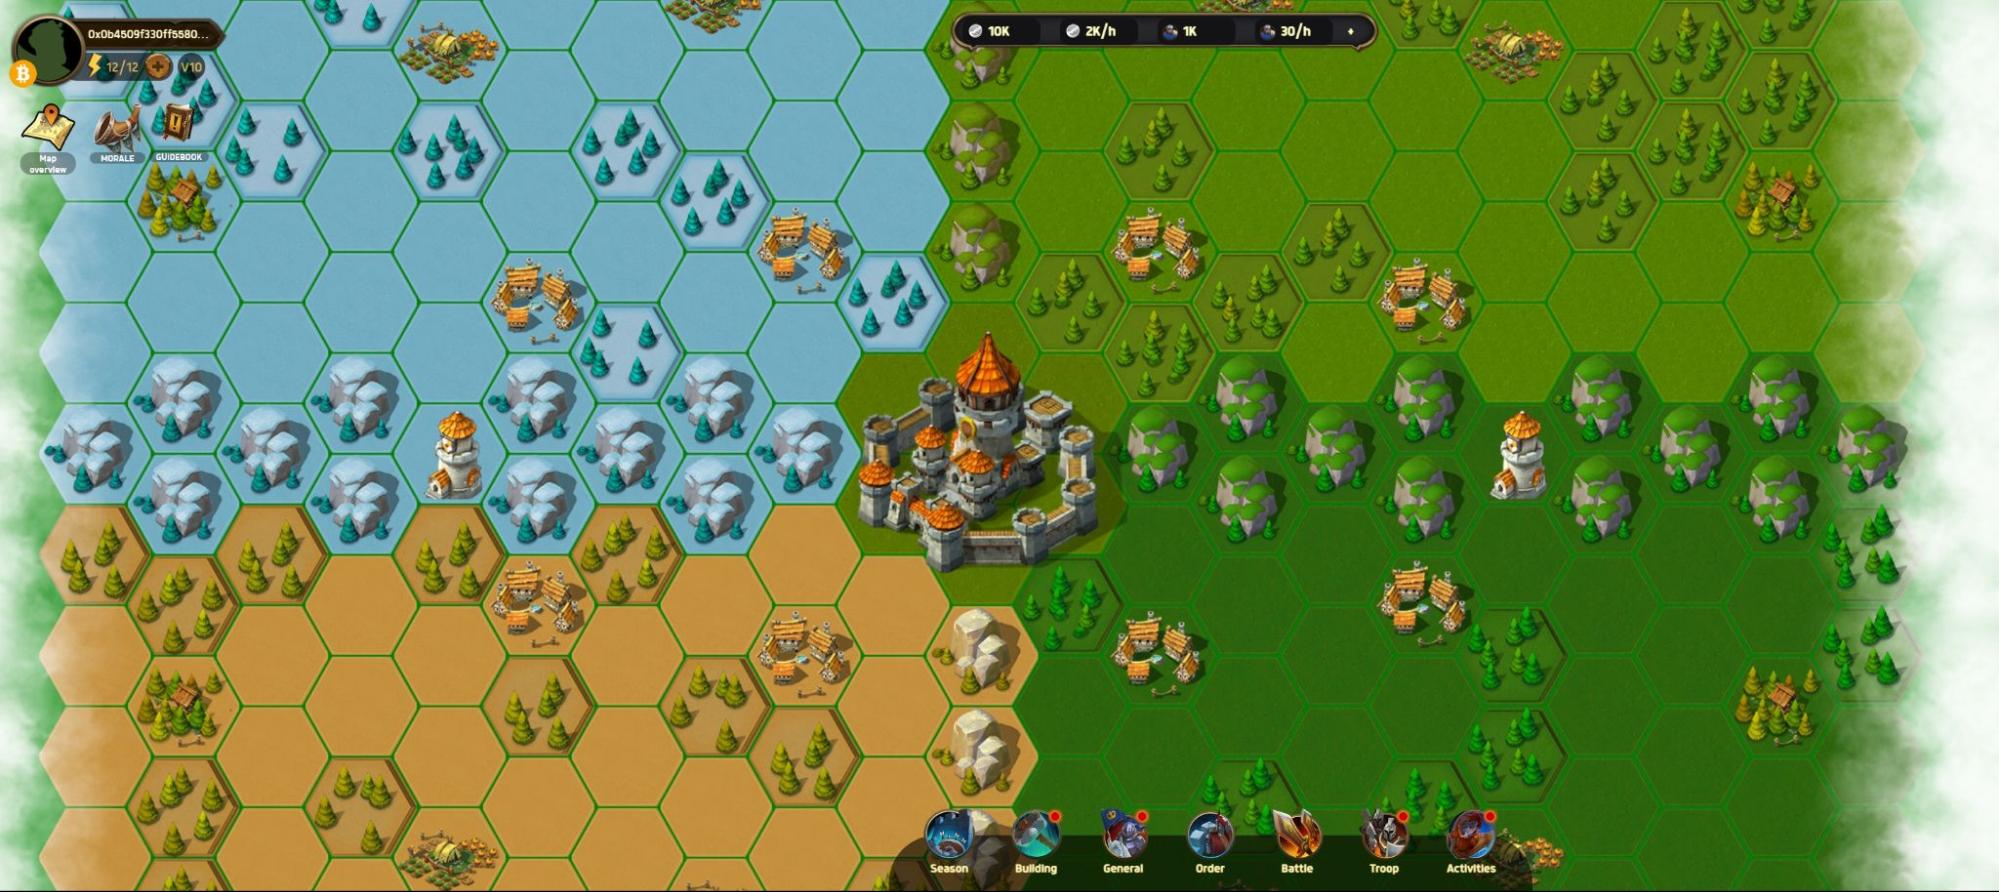 0x0b4509f330ff5580...
12/12
V10
Map
overview
MORALE
GUIDEBOOK
10K
2K/h
1K
30/h
+
Season
Building
General
Order
Battle
Troop
Activities